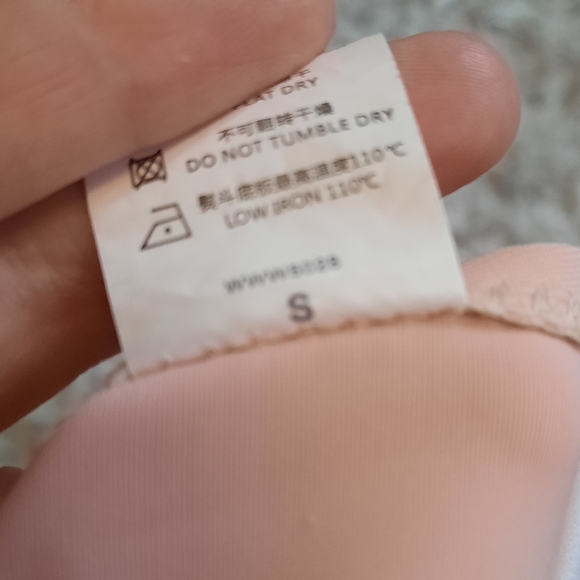 FLAT DRY
不可翻转干燥
DO NOT TUMBLE DRY
熨斗底板最高温度110℃
LOW IRON 110℃
S